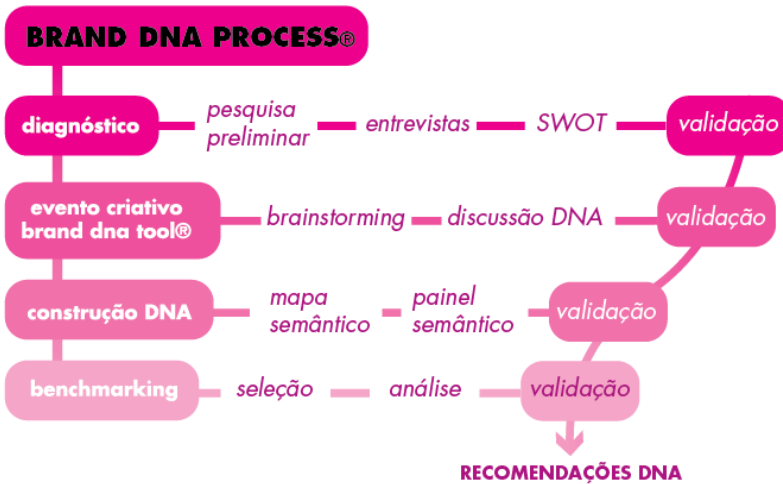 BRAND DNA PROCESS®
diagnóstico
pesquisa
preliminar
entrevistas
SWOT
validação
evento criativo
brand dna tool®
brainstorming
discussão DNA
validação
construção DNA
mapa
semântico
painel
semântico
validação
benchmarking
seleção
análise
validação
RECOMENDAÇÕES DNA